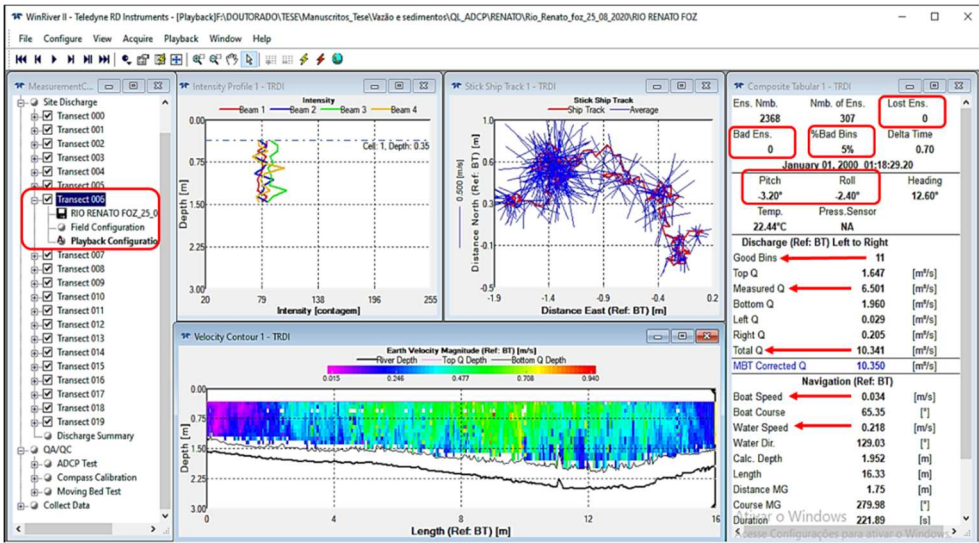 WinRiver II - Teledyne RD Instruments - [Playback]F:\DOUTORADO\TESE\Manuscritos_Tese\Vazão e sedimentos\QL_ADCP\RENATO\Rio_Renato_foz_25_08_2020\RIO RENATO FOZ
File Configure View Acquire Playback Window Help
MeasurementC...
Site Discharge
Transect 000
Transect 001
Transect 002
Transect 003
Transect 004
Transect 005
Transect 006
RIO RENATO FOZ_25_0
Field Configuration
Playback Configuratio
Transect 007
Transect 008
Transect 009
Transect 010
Transect 011
Transect 012
Transect 013
Transect 014
Transect 015
Transect 016
Transect 017
Transect 018
Transect 019
Discharge Summary
QA/QC
ADCP Test
Compass Calibration
Moving Bed Test
Collect Data
Intensity Profile 1 - TRDI
Intensity
Beam 1 Beam 2 Beam 3 Beam 4
Cell: 1, Depth: 0.35
Depth [m]
0.00
0.75
1.50
2.25
3.00
20 79 138 196 255
Intensity [contagem]
Stick Ship Track 1 - TRDI
Stick Ship Track
Ship Track Average
0.500 [m/s]
Distance North (Ref: BT) [m]
1.0
0.6
0.3
-0.1
-0.5
-1.9 -1.4 -0.9 -0.4 0.2
Distance East (Ref: BT) [m]
Velocity Contour 1 - TRDI
Earth Velocity Magnitude (Ref: BT) [m/s]
River Depth Top Q Depth Bottom Q Depth
0.015 0.246 0.477 0.708 0.940
Depth [m]
0.00
0.75
1.50
2.25
3.00
0 4 8 12 16
Length (Ref: BT) [m]
Composite Tabular 1 - TRDI
Ens. Nmb. Nmb. of Ens. Lost Ens.
2368 307 0
Bad Ens. %Bad Bins Delta Time
0 5% 0.70
January 01, 2000 01:18:29.20
Pitch Roll Heading
-3.20° -2.40° 12.60°
Temp. Press.Sensor
22.44°C NA
Discharge (Ref: BT) Left to Right
Good Bins 11
Top Q 1.647 [m³/s]
Measured Q 6.501 [m³/s]
Bottom Q 1.960 [m³/s]
Left Q 0.029 [m³/s]
Right Q 0.205 [m³/s]
Total Q 10.341 [m³/s]
MBT Corrected Q 10.350 [m³/s]
Navigation (Ref: BT)
Boat Speed 0.034 [m/s]
Boat Course 65.35 [°]
Water Speed 0.218 [m/s]
Water Dir. 129.03 [°]
Calc. Depth 1.952 [m]
Length 16.33 [m]
Distance MG 1.75 [m]
Course MG 279.98 [°]
Duration 221.89 [s]
Ativar o Windows
Acesse Configurações para ativar o Windows.